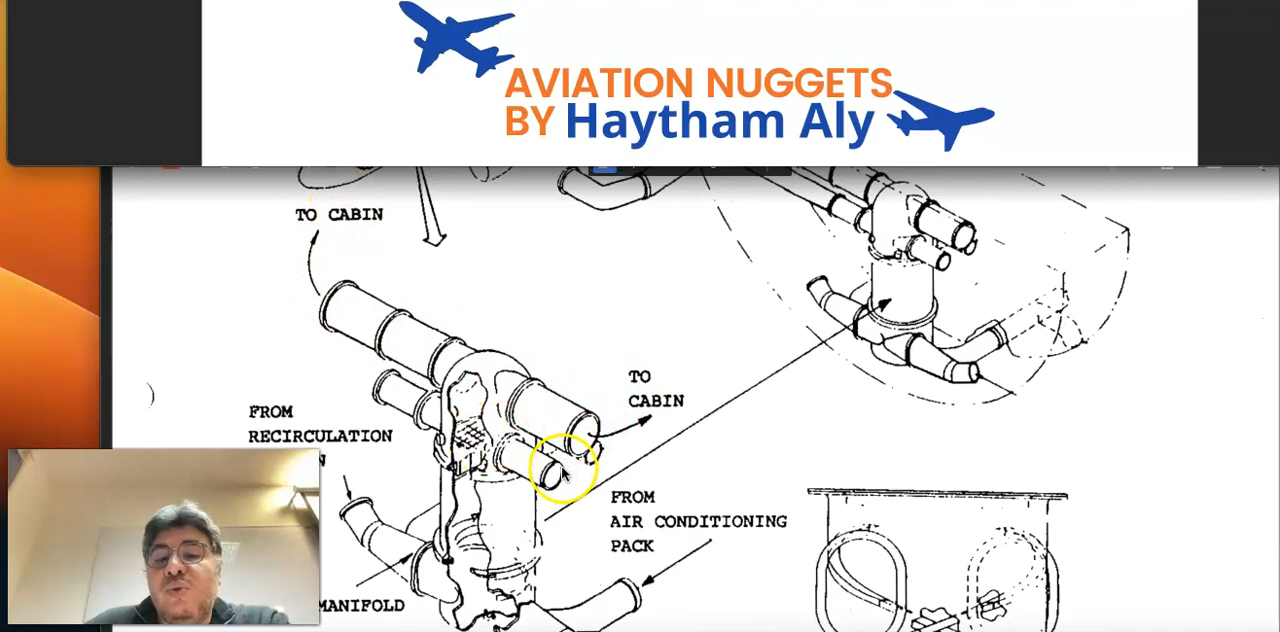 AVIATION NUGGETS
BY Haytham Aly
TO CABIN
TO
CABIN
FROM
RECIRCULATION
FROM
AIR CONDITIONING
PACK
MANIFOLD